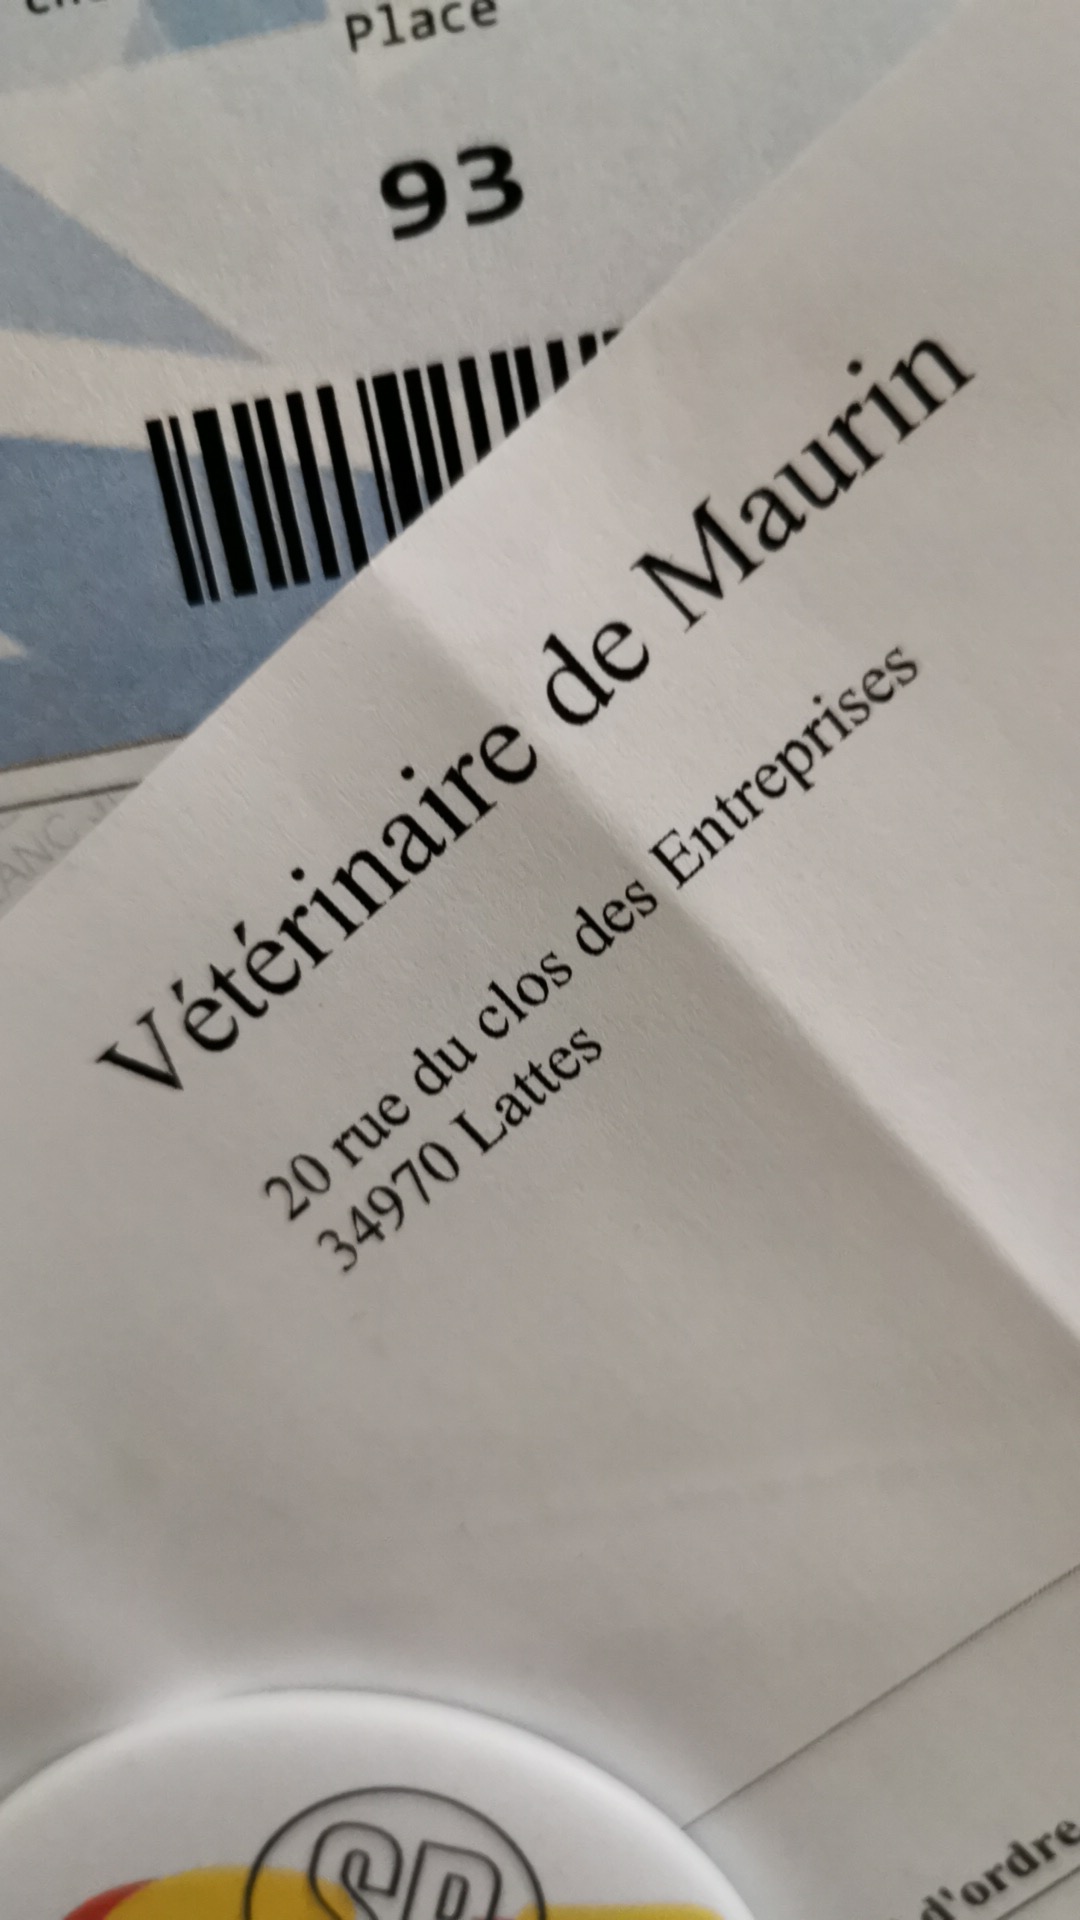 Place
93
Vétérinaire de Maurin
20 rue du clos des Entreprises
34970 Lattes
d'ordre